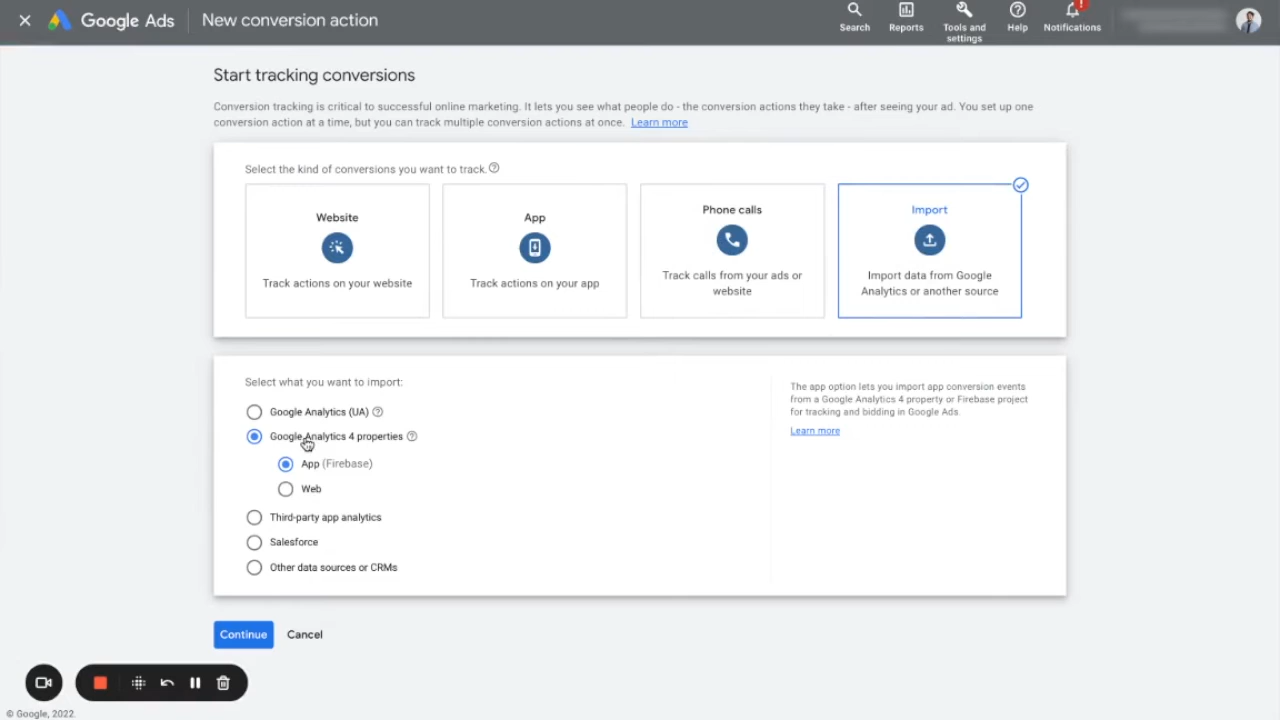 Google Ads
New conversion action
Search
Reports
Tools and
settings
Help
!
Notifications
Start tracking conversions
Conversion tracking is critical to successful online marketing. It lets you see what people do - the conversion actions they take - after seeing your ad. You set up one
conversion action at a time, but you can track multiple conversion actions at once. Learn more
Select the kind of conversions you want to track.
Website
Track actions on your website
App
Track actions on your app
Phone calls
Track calls from your ads or
website
Import
Import data from Google
Analytics or another source
Select what you want to import:
Google Analytics (UA)
Google Analytics 4 properties
App (Firebase)
Web
Third-party app analytics
Salesforce
Other data sources or CRMs
The app option lets you import app conversion events
from a Google Analytics 4 property or Firebase project
for tracking and bidding in Google Ads.
Learn more
Continue
Cancel
© Google, 2022.